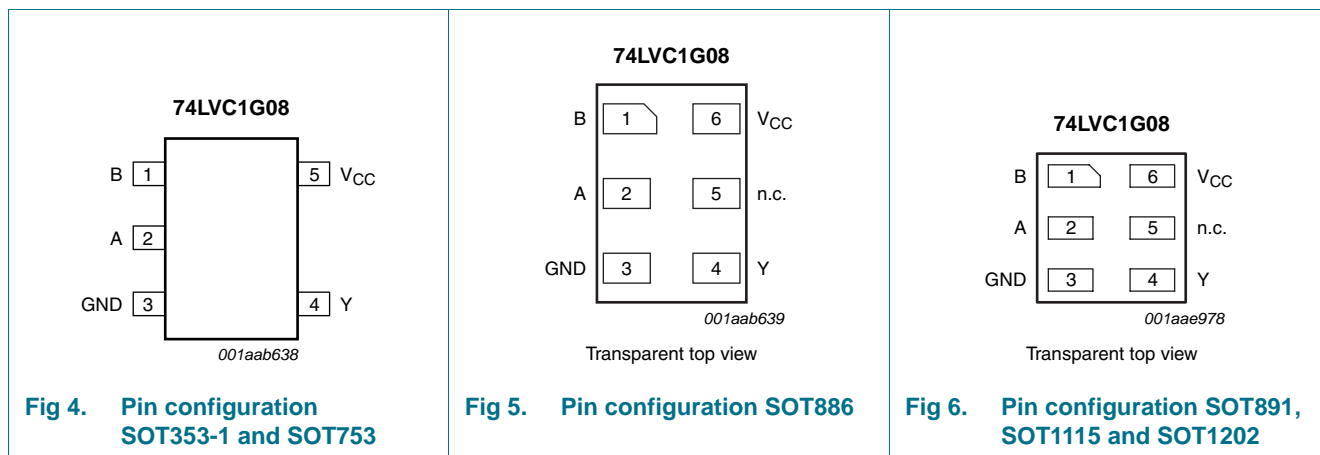 74LVC1G08
B 1 5 VCC
A 2
GND 3 4 Y
001aab638
Fig 4. Pin configuration
SOT353-1 and SOT753
74LVC1G08
B 1 6 VCC
A 2 5 n.c.
GND 3 4 Y
001aab639
Transparent top view
Fig 5. Pin configuration SOT886
74LVC1G08
B 1 6 VCC
A 2 5 n.c.
GND 3 4 Y
001aae978
Transparent top view
Fig 6. Pin configuration SOT891,
SOT1115 and SOT1202